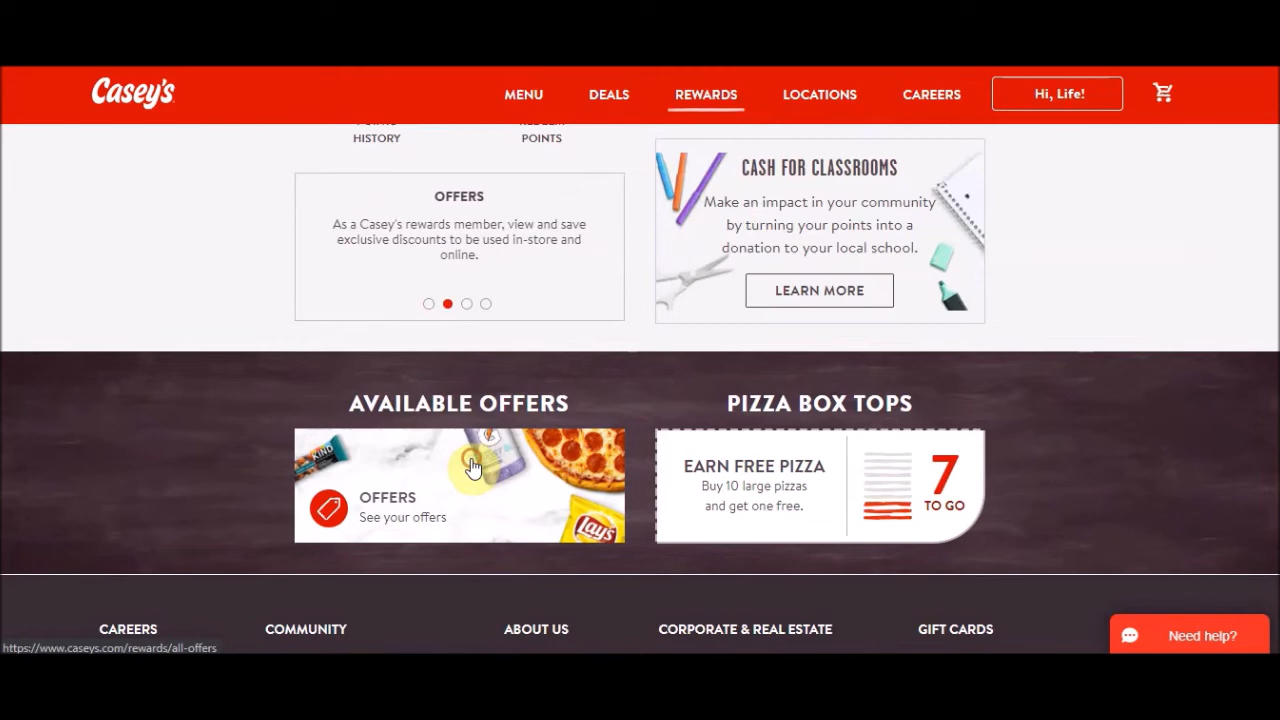 Casey's
MENU
DEALS
REWARDS
LOCATIONS
CAREERS
Hi, Life!
HISTORY
POINTS
OFFERS
As a Casey's rewards member, view and save
exclusive discounts to be used in-store and
online.
CASH FOR CLASSROOMS
Make an impact in your community
by turning your points into a
donation to your local school.
LEARN MORE
AVAILABLE OFFERS
KIND
OFFERS
See your offers
Lay's
PIZZA BOX TOPS
EARN FREE PIZZA
Buy 10 large pizzas
and get one free.
7
TO GO
CAREERS
COMMUNITY
ABOUT US
CORPORATE & REAL ESTATE
GIFT CARDS
Need help?
https://www.caseys.com/rewards/all-offers